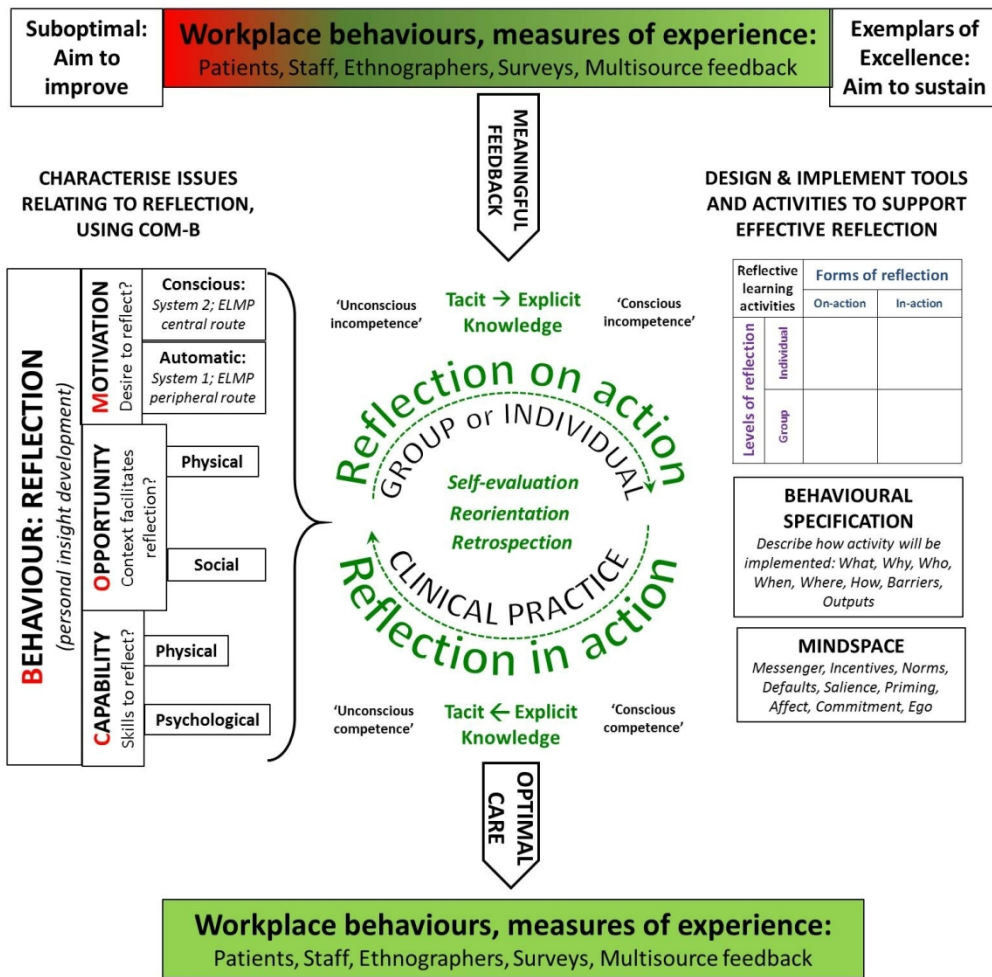 Suboptimal:
Aim to
improve
Workplace behaviours, measures of experience:
Patients, Staff, Ethnographers, Surveys, Multisource feedback
Exemplars of
Excellence:
Aim to sustain
MEANINGFUL
FEEDBACK
CHARACTERISE ISSUES
RELATING TO REFLECTION,
USING COM-B
BEHAVIOUR: REFLECTION
(personal insight development)
MOTIVATION
Desire to reflect?
Conscious:
System 2; ELMP
central route
Automatic:
System 1; ELMP
peripheral route
OPPORTUNITY
Context facilitates
reflection?
Physical
Social
CAPABILITY
Skills to reflect?
Physical
Psychological
‘Unconscious
incompetence’
Tacit → Explicit
Knowledge
‘Conscious
incompetence’
Reflection on action
GROUP or INDIVIDUAL
Self-evaluation
Reorientation
Retrospection
CLINICAL PRACTICE
Reflection in action
‘Unconscious
competence’
Tacit ← Explicit
Knowledge
‘Conscious
competence’
DESIGN & IMPLEMENT TOOLS
AND ACTIVITIES TO SUPPORT
EFFECTIVE REFLECTION
Reflective
learning
activities
Forms of reflection
On-action
In-action
Levels of reflection
Individual
Group
BEHAVIOURAL
SPECIFICATION
Describe how activity will be
implemented: What, Why, Who,
When, Where, How, Barriers,
Outputs
MINDSPACE
Messenger, Incentives, Norms,
Defaults, Salience, Priming,
Affect, Commitment, Ego
OPTIMAL
CARE
Workplace behaviours, measures of experience:
Patients, Staff, Ethnographers, Surveys, Multisource feedback